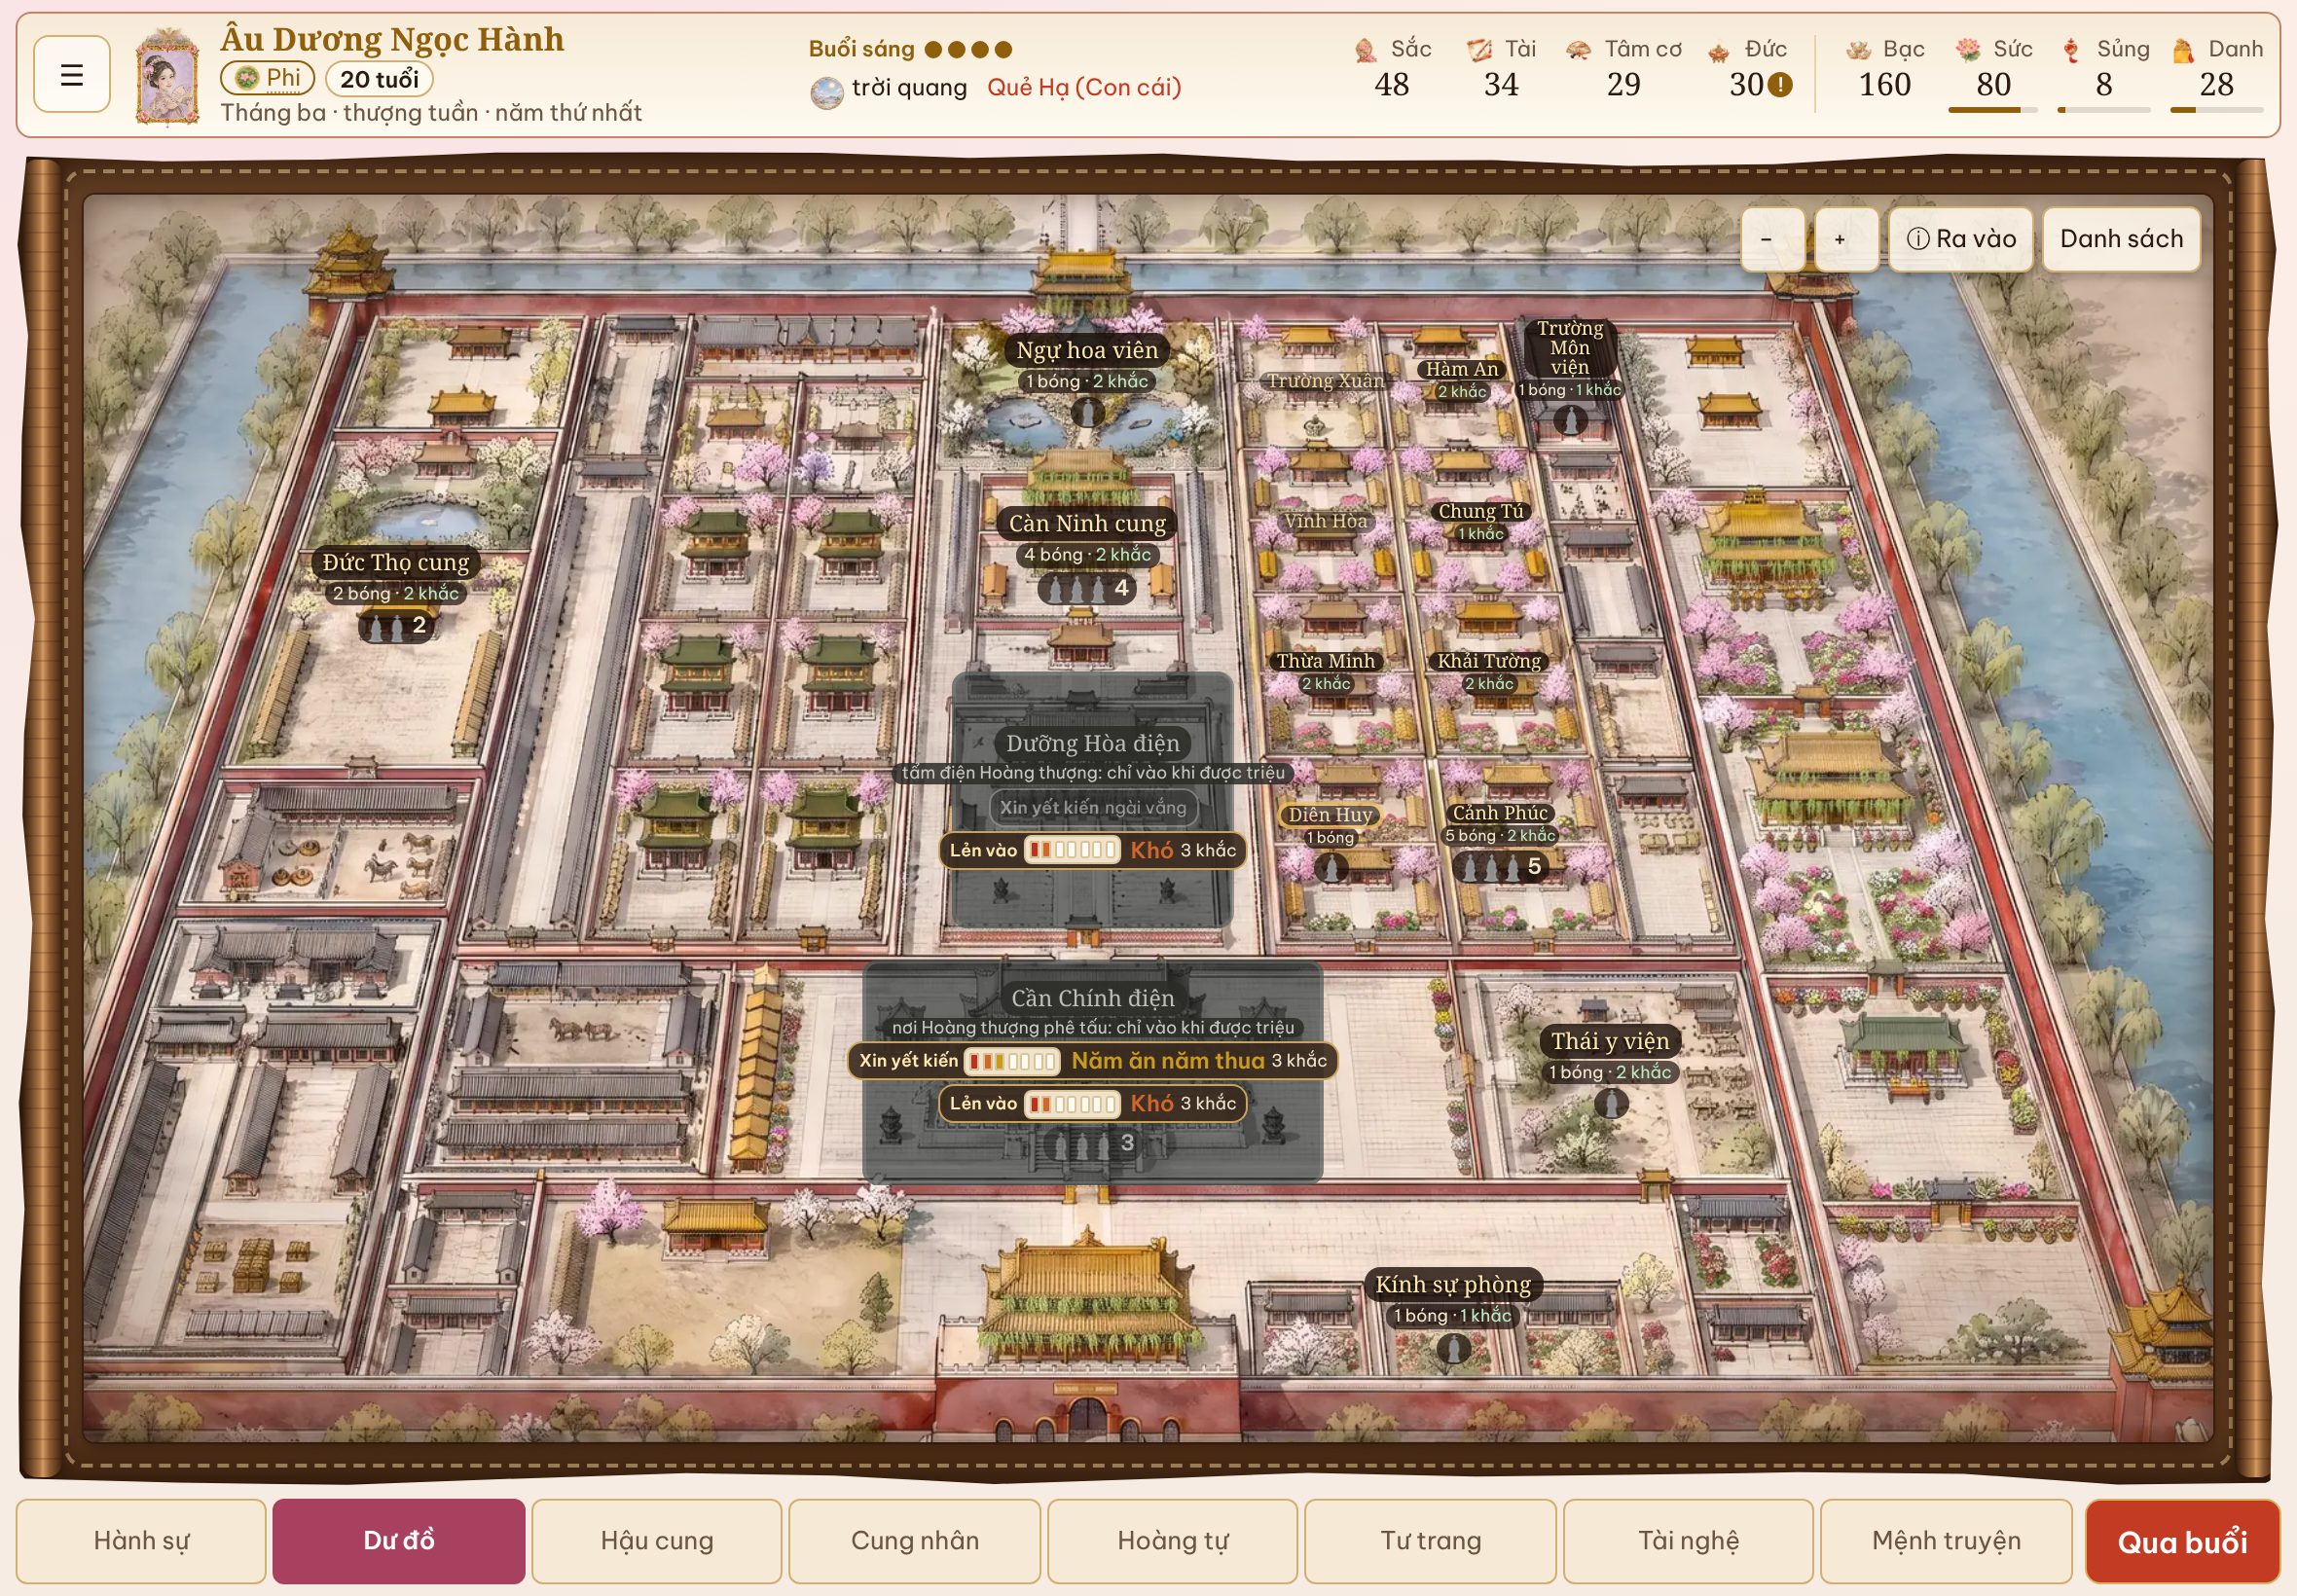 ☰
Âu Dương Ngọc Hành
Phi
20 tuổi
Tháng ba · thượng tuần · năm thứ nhất
Buổi sáng
trời quang Quẻ Hạ (Con cái)
Sắc
48
Tài
34
Tâm cơ
29
Đức
30 !
Bạc
160
Sức
80
Sủng
8
Danh
28
-
+
ⓘ Ra vào
Danh sách
Ngự hoa viên
1 bóng · 2 khắc
Trường Xuân
Hàm An
2 khắc
Trường
Môn
viện
1 bóng · 1 khắc
Càn Ninh cung
4 bóng · 2 khắc
4
Vĩnh Hòa
Chung Tú
1 khắc
Đức Thọ cung
2 bóng · 2 khắc
2
Thừa Minh
2 khắc
Khải Tường
2 khắc
Dưỡng Hòa điện
tẩm điện Hoàng thượng: chỉ vào khi được triệu
Xin yết kiến ngài vắng
Lẻn vào Khó 3 khắc
Diên Huy
1 bóng
Cảnh Phúc
5 bóng · 2 khắc
5
Cần Chính điện
nơi Hoàng thượng phê tấu: chỉ vào khi được triệu
Xin yết kiến Năm ăn năm thua 3 khắc
Lẻn vào Khó 3 khắc
3
Thái y viện
1 bóng · 2 khắc
Kính sự phòng
1 bóng · 1 khắc
Hành sự
Dư đồ
Hậu cung
Cung nhân
Hoàng tự
Tư trang
Tài nghệ
Mệnh truyện
Qua buổi